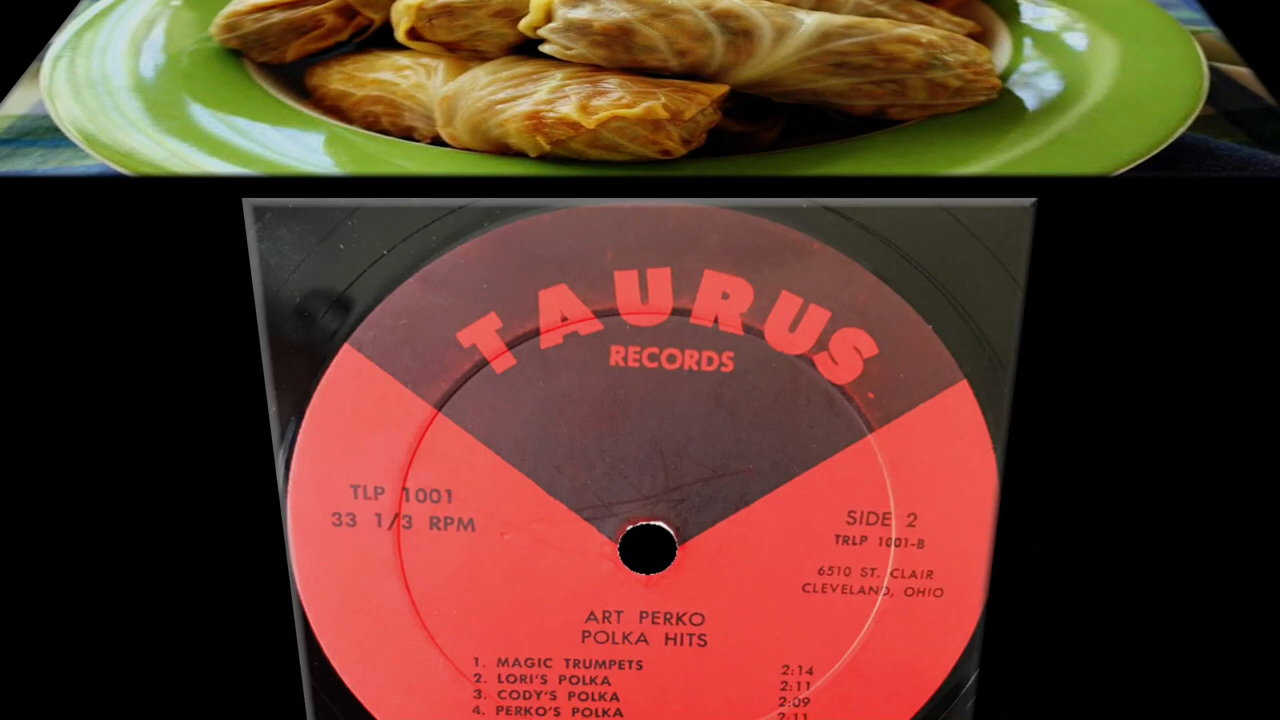 TAURUS
RECORDS
TLP 1001
33 1/3 RPM
SIDE 2
TRLP 1001-B
6510 ST. CLAIR
CLEVELAND, OHIO
ART PERKO
POLKA HITS
1. MAGIC TRUMPETS 2:14
2. LORI'S POLKA 2:11
3. CODY'S POLKA 2:09
4. PERKO'S POLKA 2:11